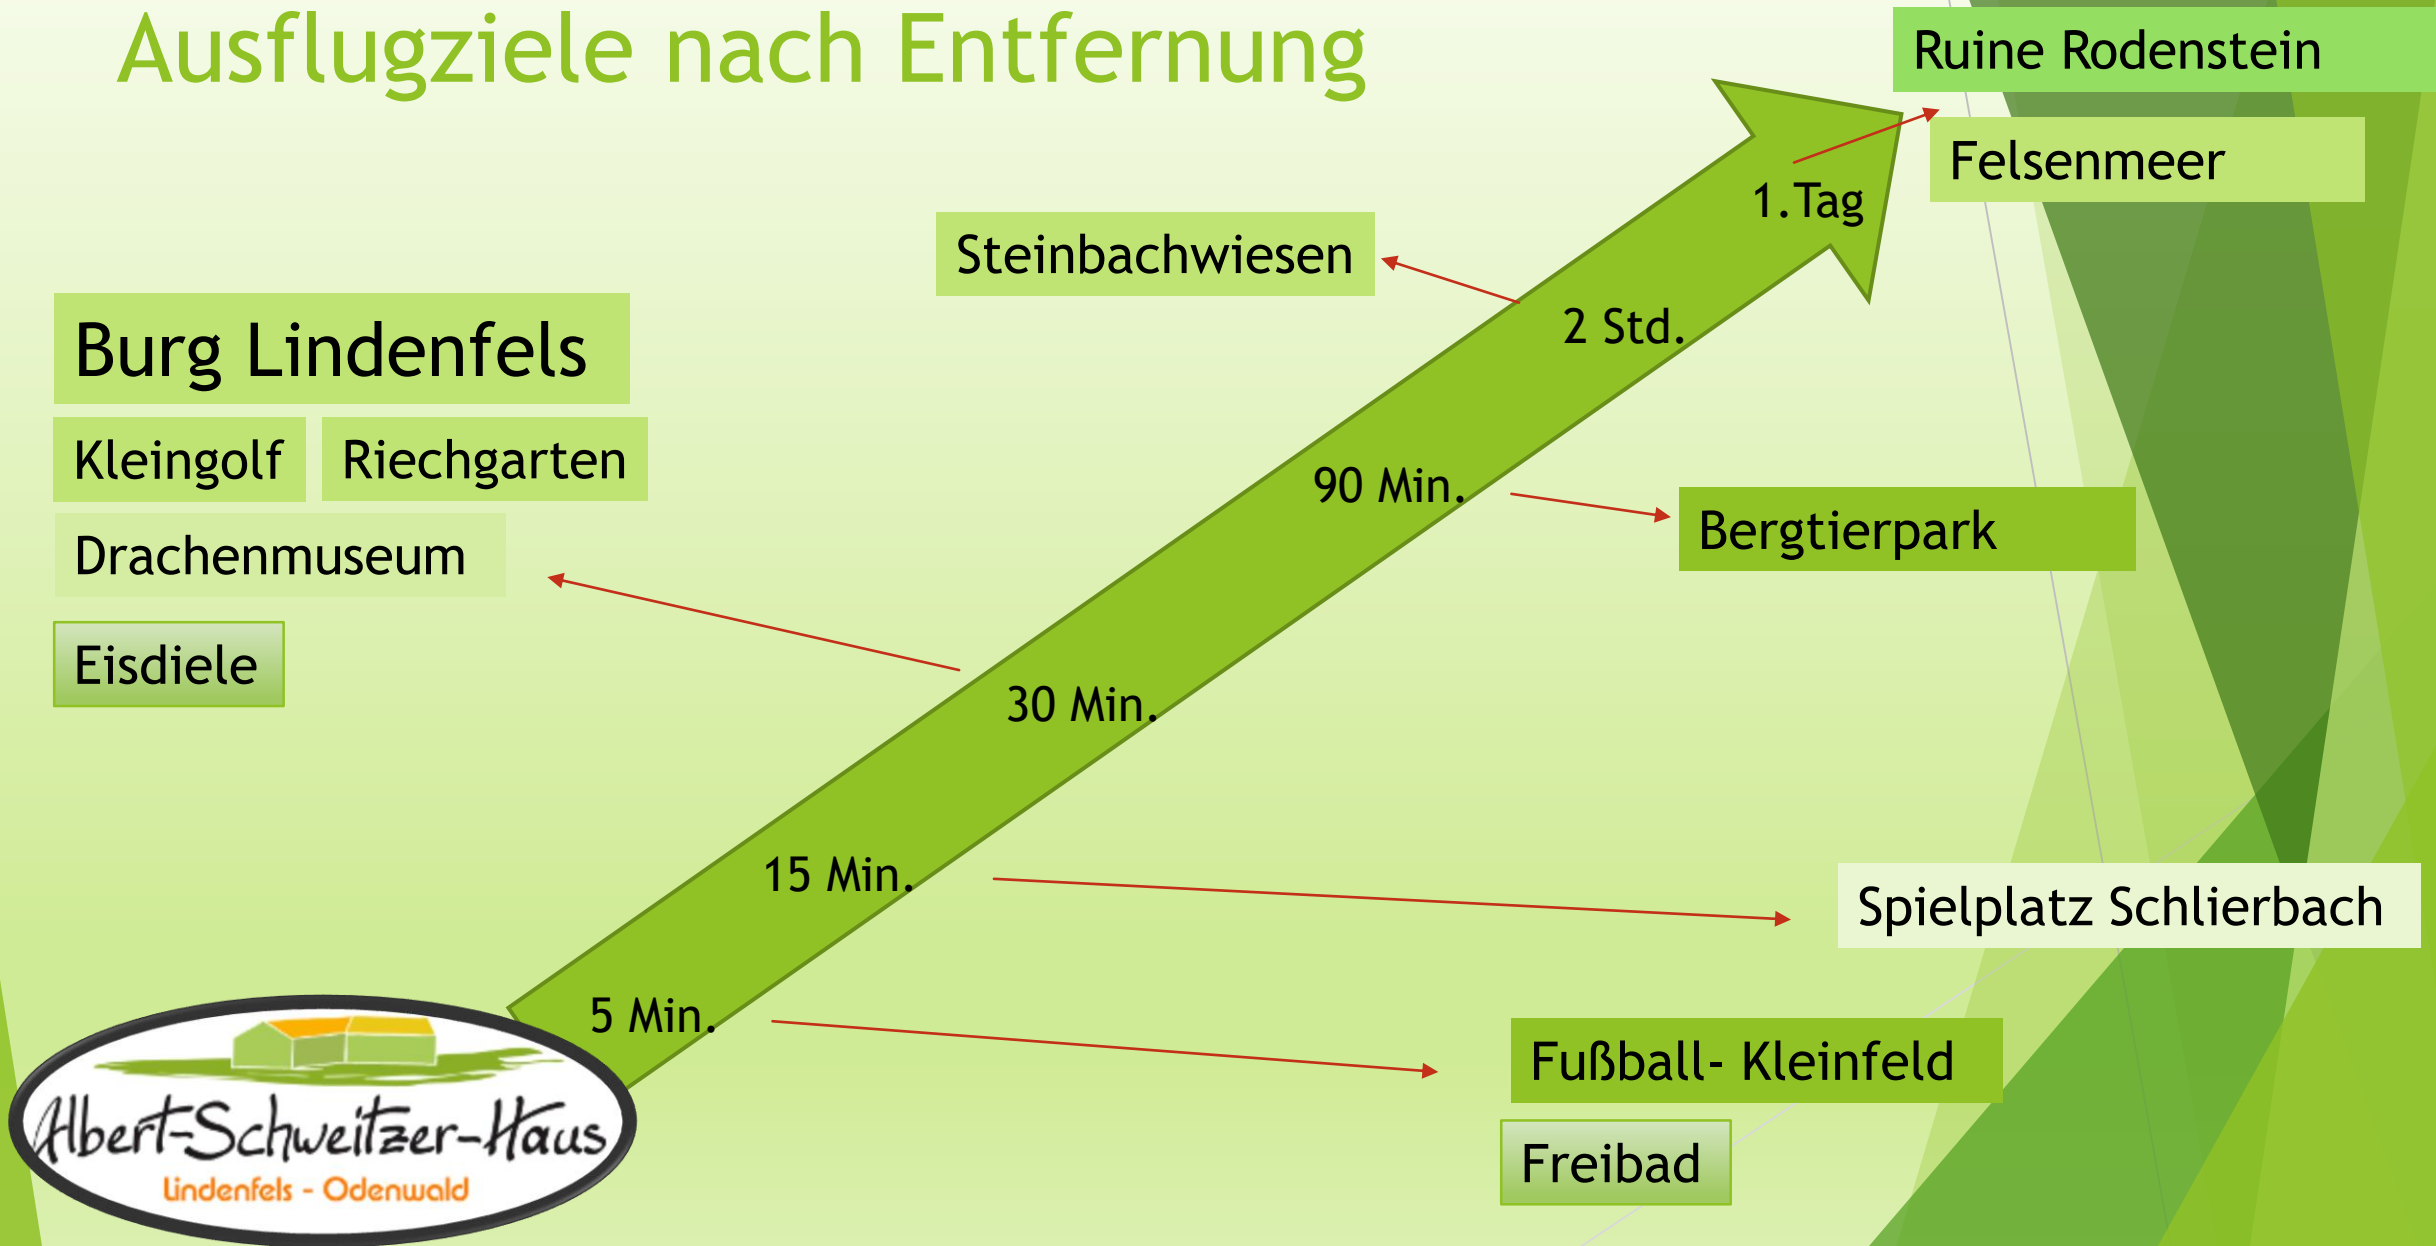 Ausflugziele nach Entfernung
Ruine Rodenstein
Felsenmeer
1.Tag
Steinbachwiesen
2 Std.
Burg Lindenfels
Kleingolf
Riechgarten
Drachenmuseum
Eisdiele
90 Min.
Bergtierpark
30 Min.
15 Min.
Spielplatz Schlierbach
5 Min.
Fußball- Kleinfeld
Freibad
Albert-Schweitzer-Haus
Lindenfels - Odenwald